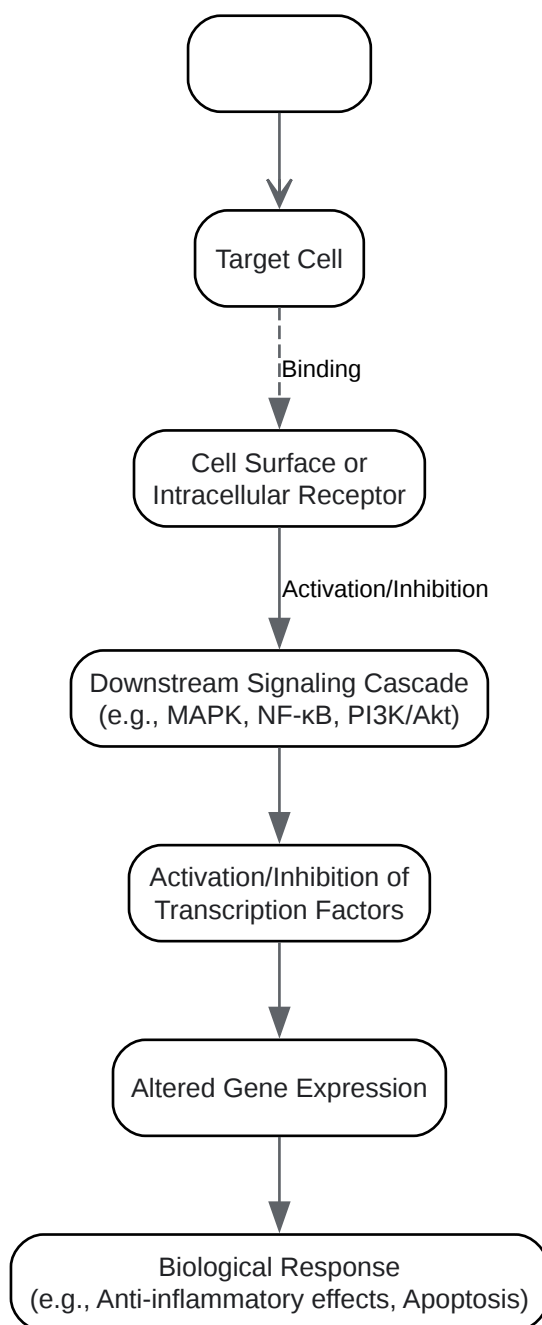 Target Cell
Binding
Cell Surface or
Intracellular Receptor
Activation/Inhibition
Downstream Signaling Cascade
(e.g., MAPK, NF-κB, PI3K/Akt)
Activation/Inhibition of
Transcription Factors
Altered Gene Expression
Biological Response
(e.g., Anti-inflammatory effects, Apoptosis)